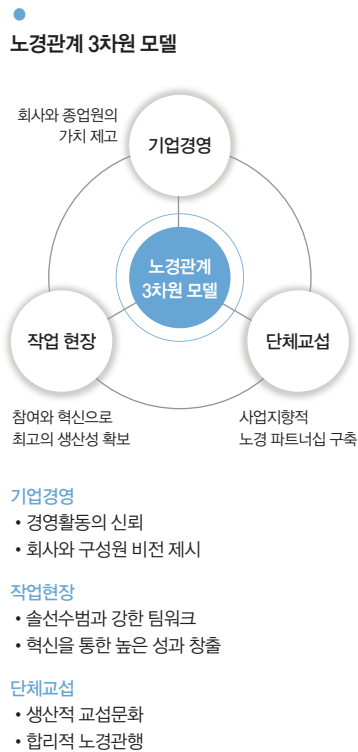 노경관계 3차원 모델
회사와 종업원의
가치 제고
기업경영
노경관계
3차원 모델
작업 현장
단체교섭
참여와 혁신으로
최고의 생산성 확보
사업지향적
노경 파트너십 구축
기업경영
• 경영활동의 신뢰
• 회사와 구성원 비전 제시
작업현장
• 솔선수범과 강한 팀워크
• 혁신을 통한 높은 성과 창출
단체교섭
• 생산적 교섭문화
• 합리적 노경관행